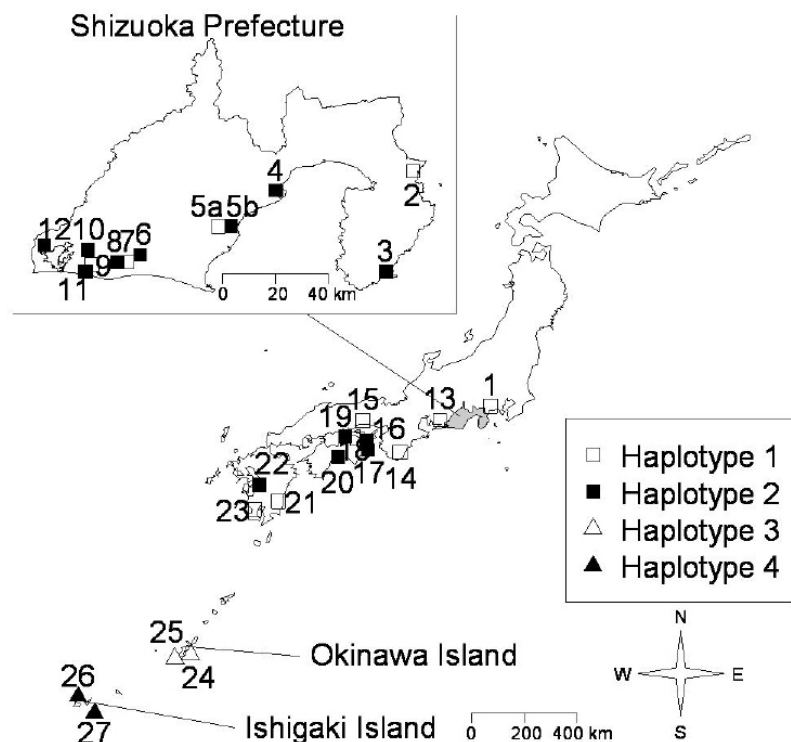 Shizuoka Prefecture
4
2
5a 5b
12 10 8 7 6
3
9
11
0 20 40 km
1
15 13
19 16
18
22 20 17 14
21
23
Haplotype 1
Haplotype 2
Haplotype 3
Haplotype 4
25
Okinawa Island
24
26
Ishigaki Island
27
0 200 400 km
N
W E
S